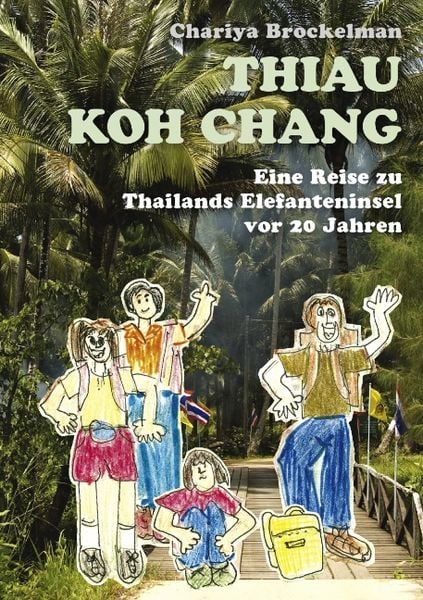 Chariya Brockelman
THIAU
KOH CHANG
Eine Reise zu
Thailands Elefanteninsel
vor 20 Jahren